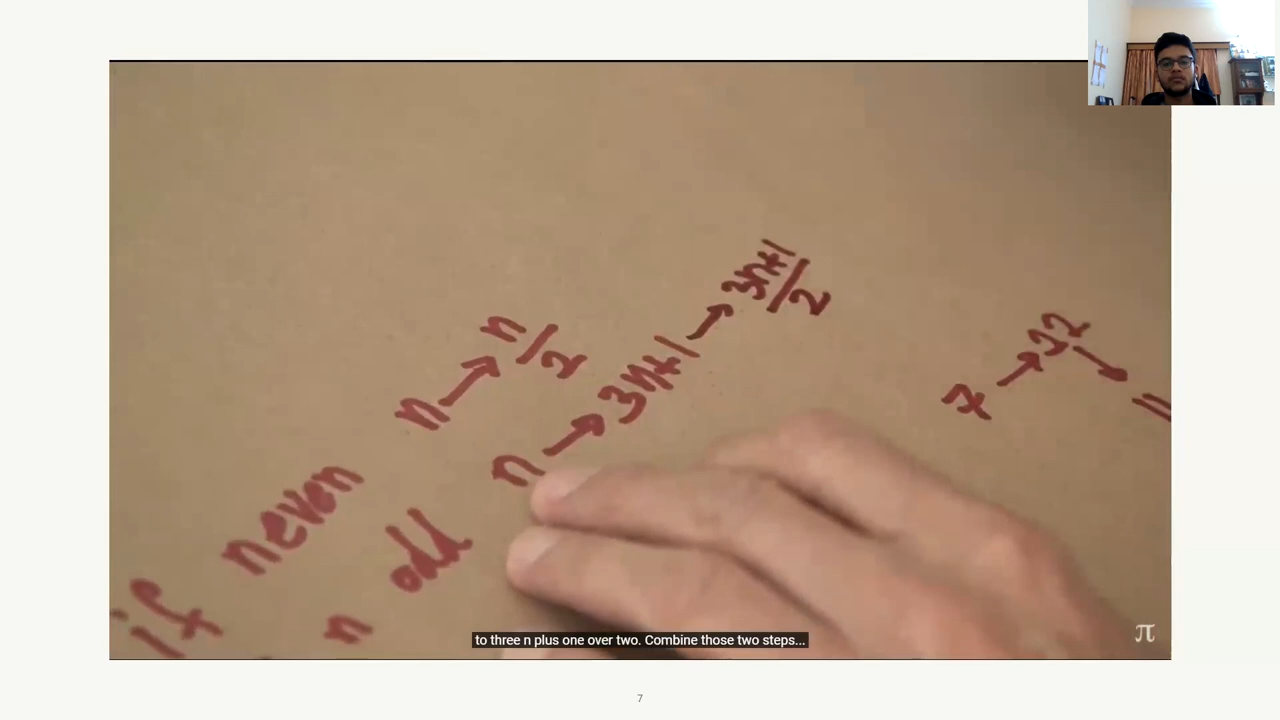 if n even n → n/2
n odd n → 3n+1 → 3n+1/2
7 → 22 → 11
to three n plus one over two. Combine those two steps...
π
7